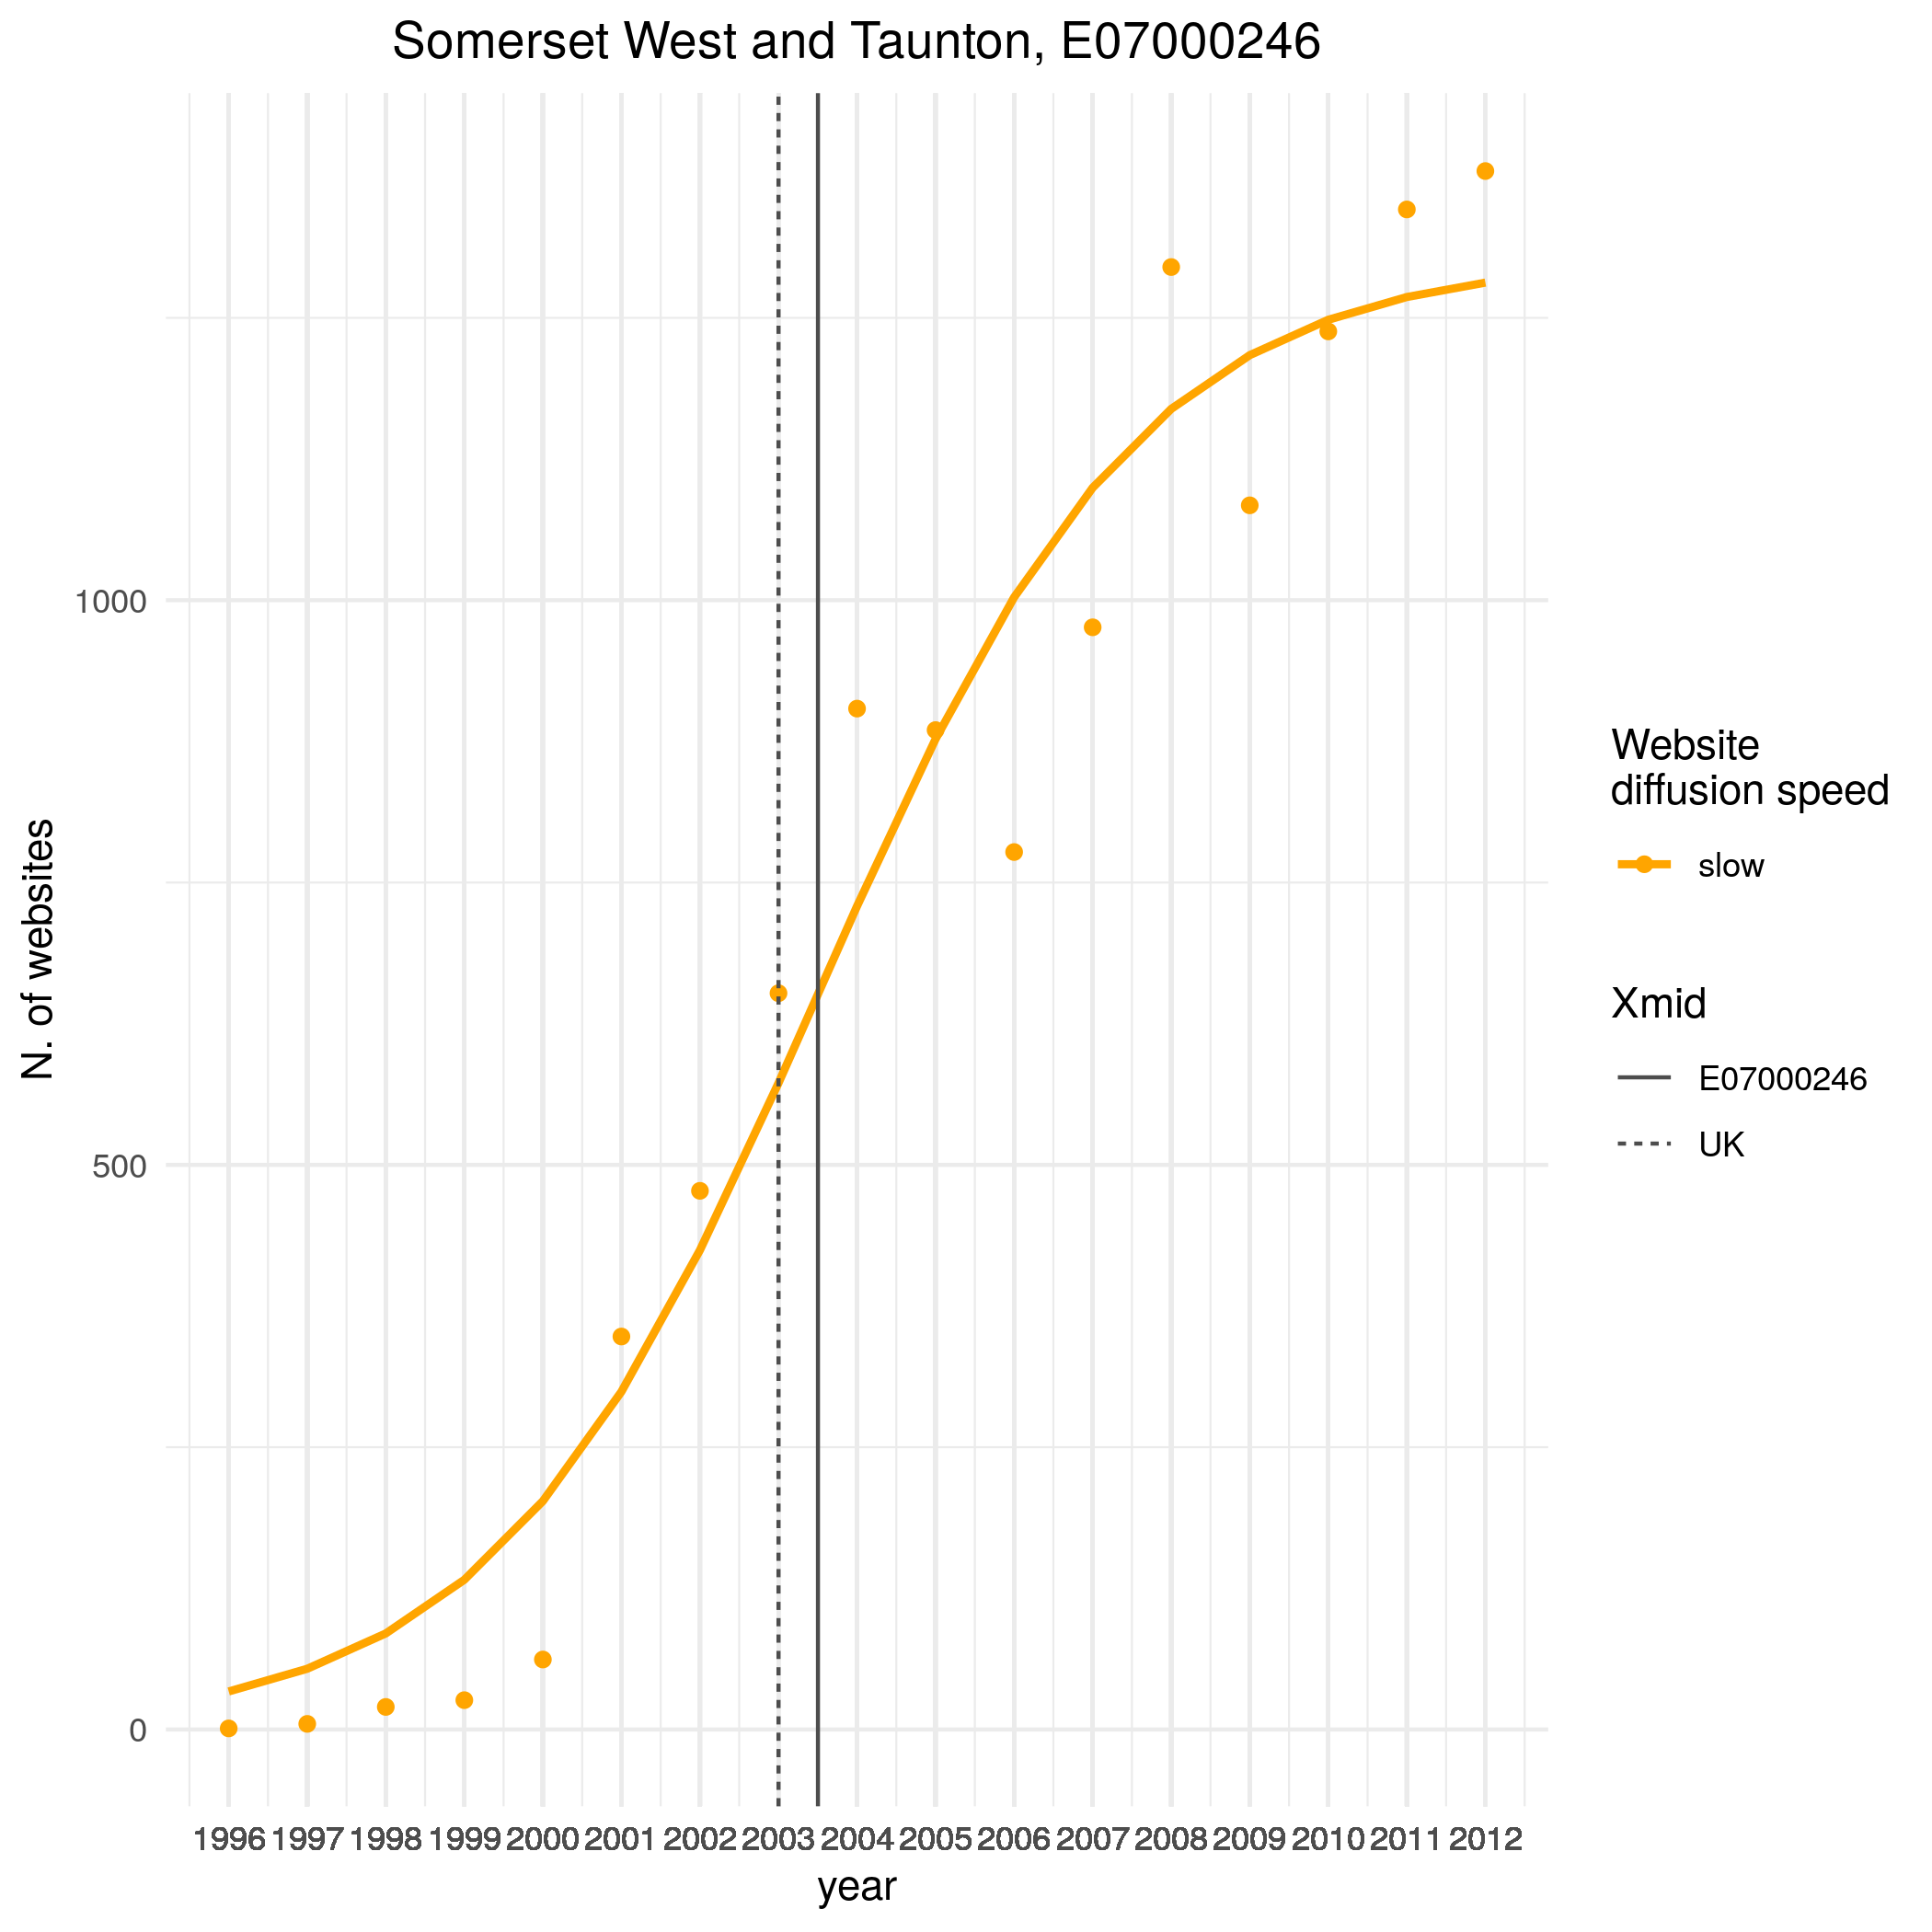 Somerset West and Taunton, E07000246
N. of websites
1000
500
0
1996 1997 1998 1999 2000 2001 2002 2003 2004 2005 2006 2007 2008 2009 2010 2011 2012
year
Website
diffusion speed
slow
Xmid
E07000246
UK